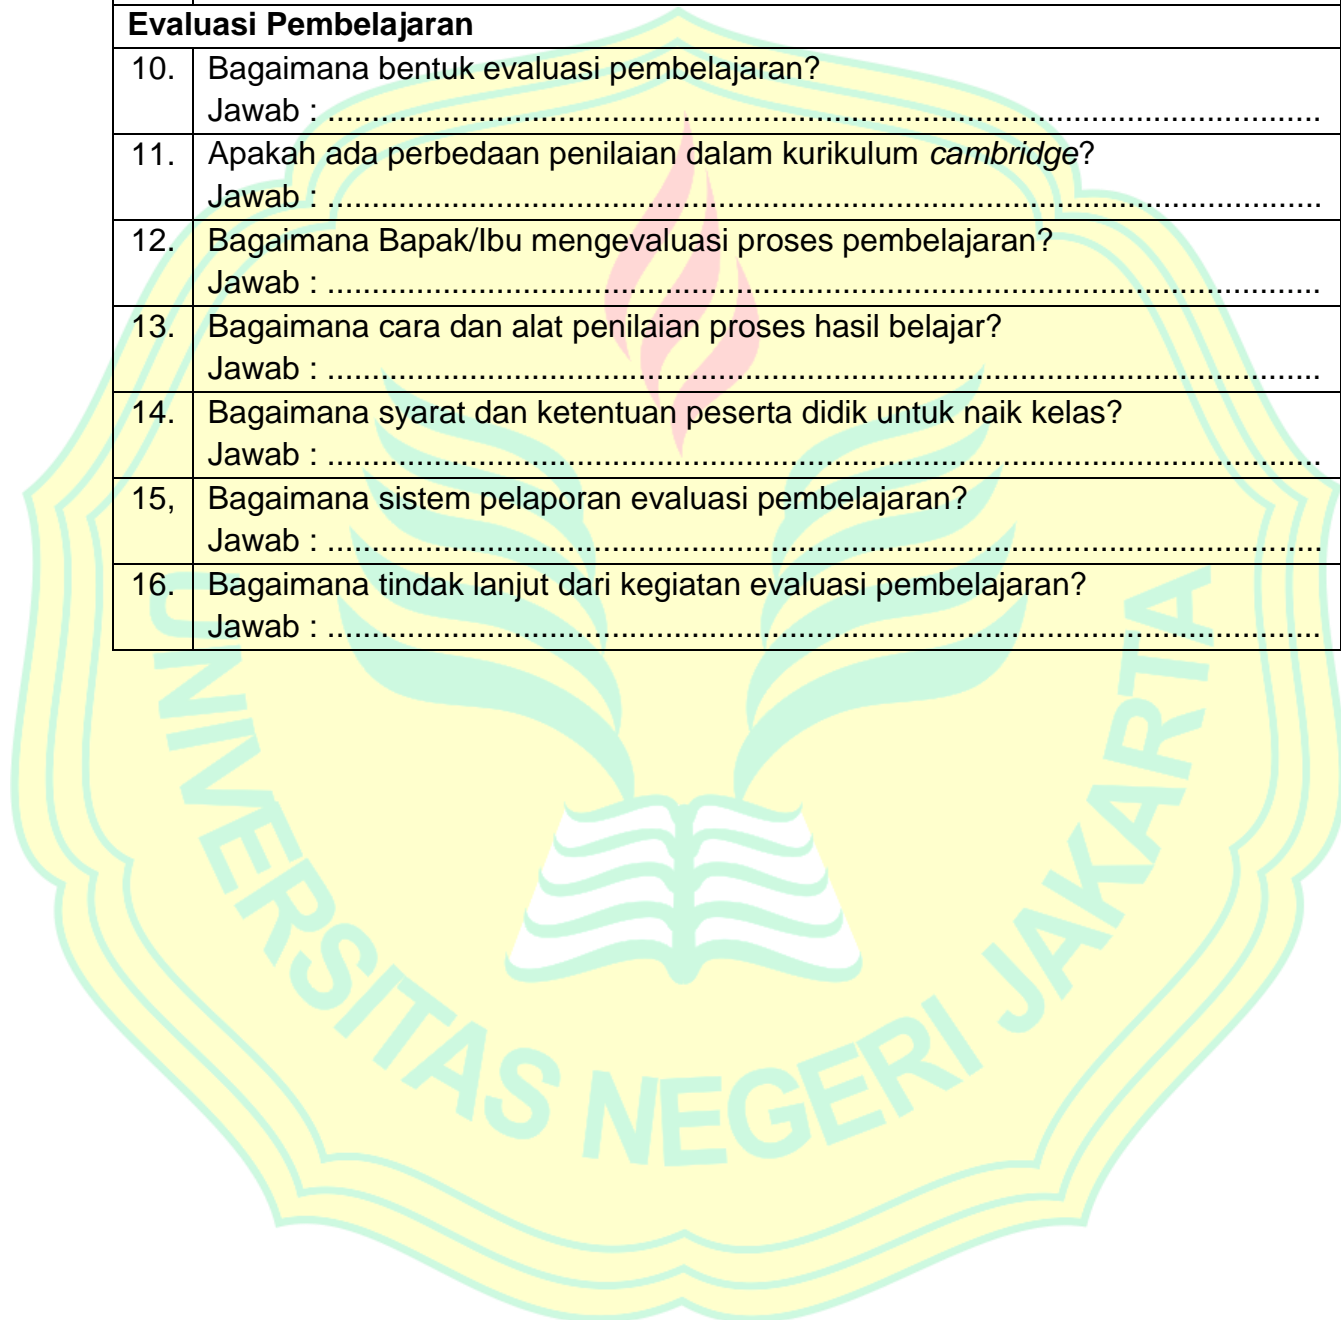 Evaluasi Pembelajaran
10. Bagaimana bentuk evaluasi pembelajaran?
Jawab : ..............................................................................................................
11. Apakah ada perbedaan penilaian dalam kurikulum cambridge?
Jawab : ..............................................................................................................
12. Bagaimana Bapak/Ibu mengevaluasi proses pembelajaran?
Jawab : ..............................................................................................................
13. Bagaimana cara dan alat penilaian proses hasil belajar?
Jawab : ..............................................................................................................
14. Bagaimana syarat dan ketentuan peserta didik untuk naik kelas?
Jawab : ..............................................................................................................
15, Bagaimana sistem pelaporan evaluasi pembelajaran?
Jawab : ..............................................................................................................
16. Bagaimana tindak lanjut dari kegiatan evaluasi pembelajaran?
Jawab : ..............................................................................................................
UNIVERSITAS NEGERI JAKARTA